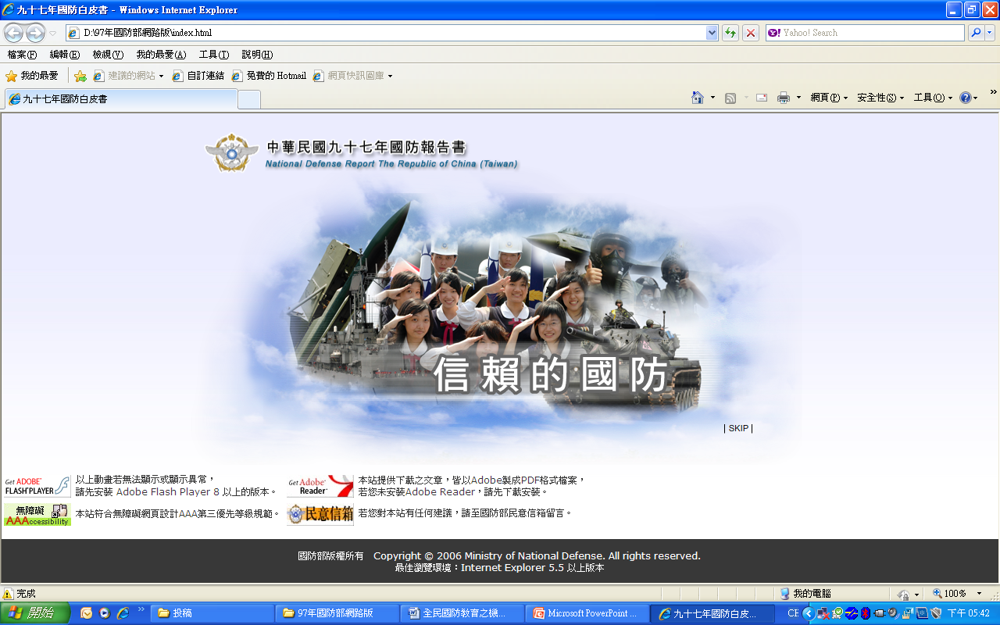 九十七年國防白皮書 - Windows Internet Explorer
D:\97年國防部網路版\index.html
Yahoo! Search
檔案(F) 編輯(E) 檢視(V) 我的最愛(A) 工具(T) 說明(H)
我的最愛 建議的網站 自訂連結 免費的 Hotmail 網頁快訊圖庫
九十七年國防白皮書
網頁(P) 安全性(S) 工具(O)
中華民國九十七年國防報告書
National Defense Report The Republic of China (Taiwan)
信賴的國防
| SKIP |
Get ADOBE FLASH PLAYER
以上動畫若無法顯示或顯示異常，
請先安裝 Adobe Flash Player 8 以上的版本。
Get Adobe Reader
本站提供下載之文章，皆以Adobe製成PDF格式檔案，
若您未安裝Adobe Reader，請先下載安裝。
無障礙
AAAccessibility
本站符合無障礙網頁設計AAA第三優先等級規範。
民意信箱
若您對本站有任何建議，請至國防部民意信箱留言。
國防部版權所有 Copyright © 2006 Ministry of National Defense. All rights reserved.
最佳瀏覽環境：Internet Explorer 5.5 以上版本
完成
我的電腦
100%
開始
投稿
97年國防部網路版
全民國防教育之機...
Microsoft PowerPoint ...
九十七年國防白皮...
下午 05:42